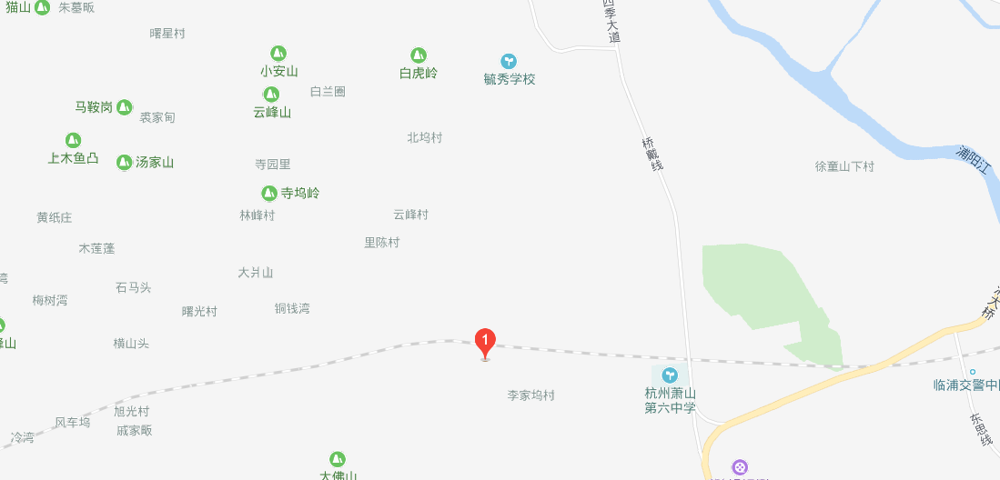 猫山
朱墓畈
四季大道
曙星村
小安山
白虎岭
毓秀学校
白兰圈
马鞍岗
裘家甸
云峰山
北坞村
桥戴线
上木鱼凸
汤家山
寺园里
浦阳江
徐童山下村
寺坞岭
黄纸庄
林峰村
云峰村
木莲蓬
里陈村
大爿山
湾
石马头
梅树湾
曙光村
铜钱湾
大桥
山
横山头
1
李家坞村
杭州萧山
第六中学
临浦交警中
旭光村
风车坞
戚家畈
冷湾
东思线
大佛山